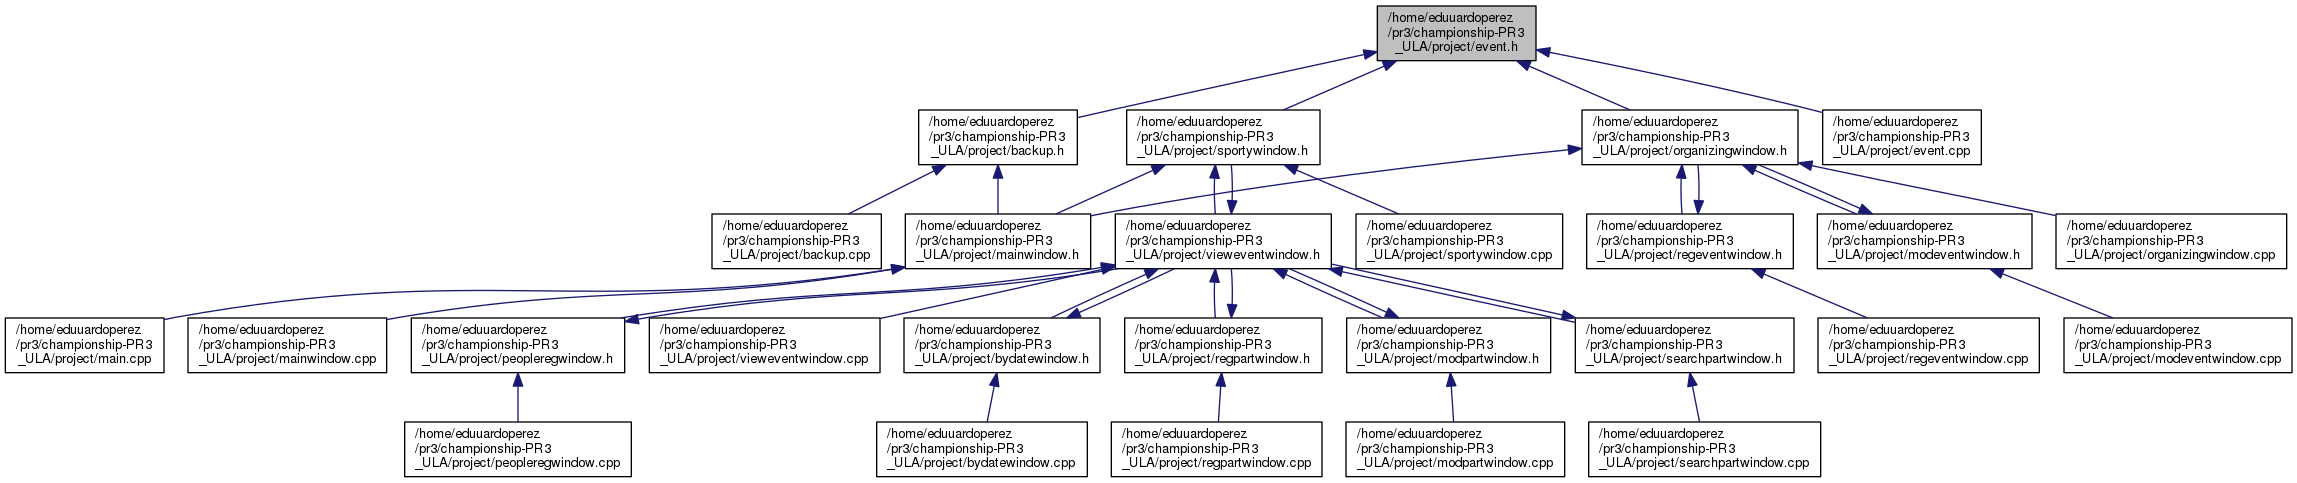 /home/eduuardoperez
/pr3/championship-PR3
_ULA/project/event.h
/home/eduuardoperez
/pr3/championship-PR3
_ULA/project/backup.h
/home/eduuardoperez
/pr3/championship-PR3
_ULA/project/sportywindow.h
/home/eduuardoperez
/pr3/championship-PR3
_ULA/project/organizingwindow.h
/home/eduuardoperez
/pr3/championship-PR3
_ULA/project/event.cpp
/home/eduuardoperez
/pr3/championship-PR3
_ULA/project/backup.cpp
/home/eduuardoperez
/pr3/championship-PR3
_ULA/project/mainwindow.h
/home/eduuardoperez
/pr3/championship-PR3
_ULA/project/vieweventwindow.h
/home/eduuardoperez
/pr3/championship-PR3
_ULA/project/sportywindow.cpp
/home/eduuardoperez
/pr3/championship-PR3
_ULA/project/regeventwindow.h
/home/eduuardoperez
/pr3/championship-PR3
_ULA/project/modeventwindow.h
/home/eduuardoperez
/pr3/championship-PR3
_ULA/project/organizingwindow.cpp
/home/eduuardoperez
/pr3/championship-PR3
_ULA/project/main.cpp
/home/eduuardoperez
/pr3/championship-PR3
_ULA/project/mainwindow.cpp
/home/eduuardoperez
/pr3/championship-PR3
_ULA/project/peopleregwindow.h
/home/eduuardoperez
/pr3/championship-PR3
_ULA/project/vieweventwindow.cpp
/home/eduuardoperez
/pr3/championship-PR3
_ULA/project/bydatewindow.h
/home/eduuardoperez
/pr3/championship-PR3
_ULA/project/regpartwindow.h
/home/eduuardoperez
/pr3/championship-PR3
_ULA/project/modpartwindow.h
/home/eduuardoperez
/pr3/championship-PR3
_ULA/project/searchpartwindow.h
/home/eduuardoperez
/pr3/championship-PR3
_ULA/project/regeventwindow.cpp
/home/eduuardoperez
/pr3/championship-PR3
_ULA/project/modeventwindow.cpp
/home/eduuardoperez
/pr3/championship-PR3
_ULA/project/peopleregwindow.cpp
/home/eduuardoperez
/pr3/championship-PR3
_ULA/project/bydatewindow.cpp
/home/eduuardoperez
/pr3/championship-PR3
_ULA/project/regpartwindow.cpp
/home/eduuardoperez
/pr3/championship-PR3
_ULA/project/modpartwindow.cpp
/home/eduuardoperez
/pr3/championship-PR3
_ULA/project/searchpartwindow.cpp